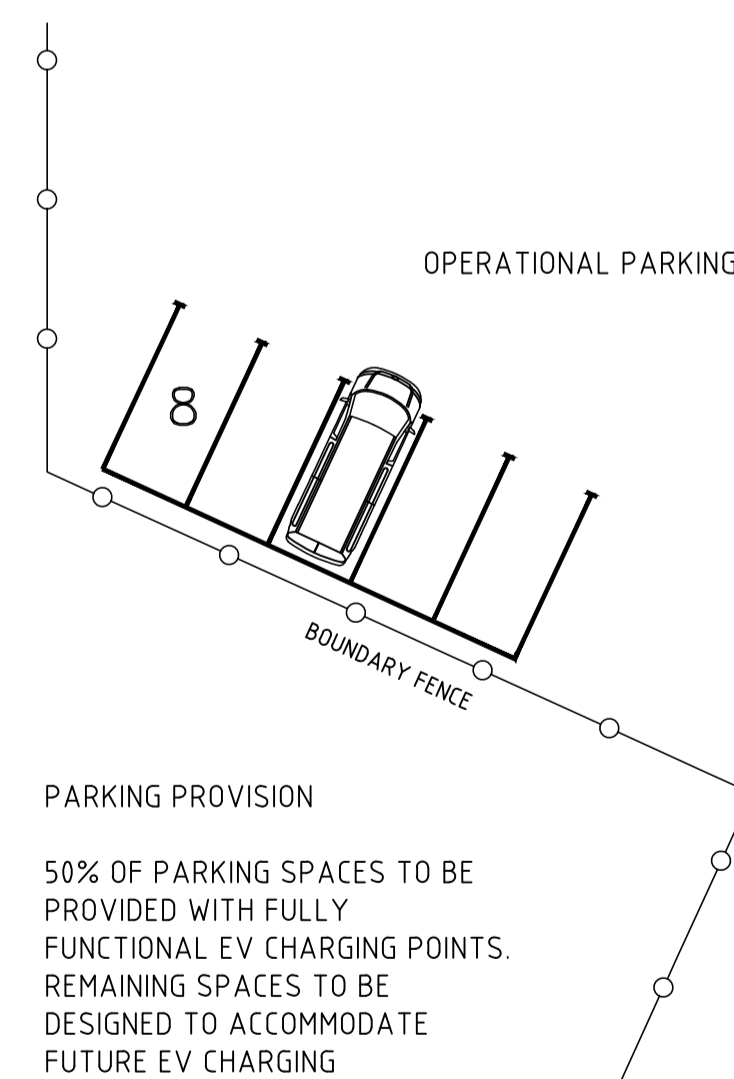 OPERATIONAL PARKING
8
BOUNDARY FENCE
PARKING PROVISION
50% OF PARKING SPACES TO BE
PROVIDED WITH FULLY
FUNCTIONAL EV CHARGING POINTS.
REMAINING SPACES TO BE
DESIGNED TO ACCOMMODATE
FUTURE EV CHARGING